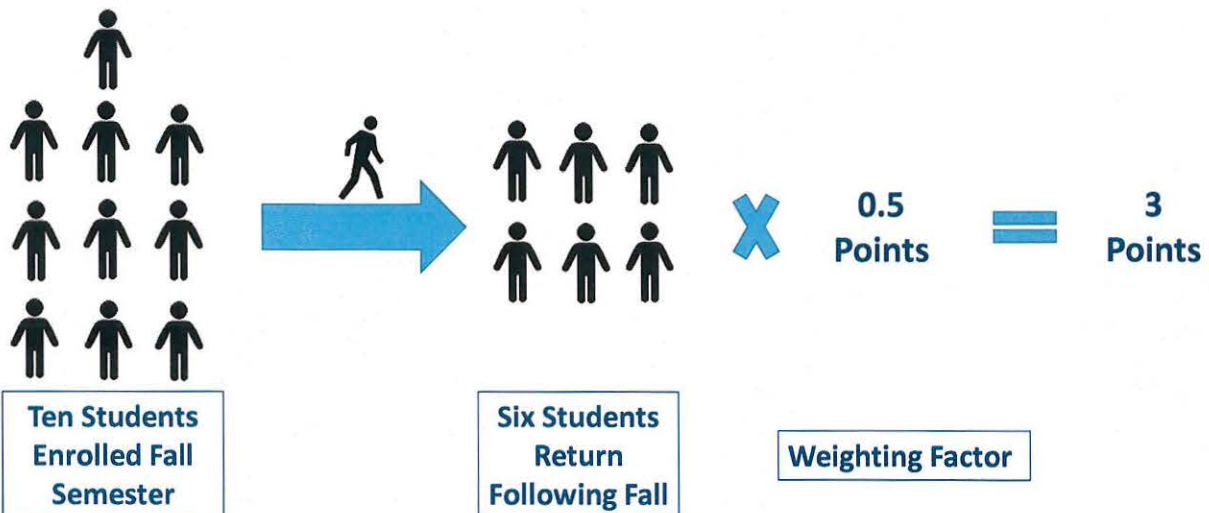 0.5
Points
3
Points
Ten Students
Enrolled Fall
Semester
Six Students
Return
Following Fall
Weighting Factor